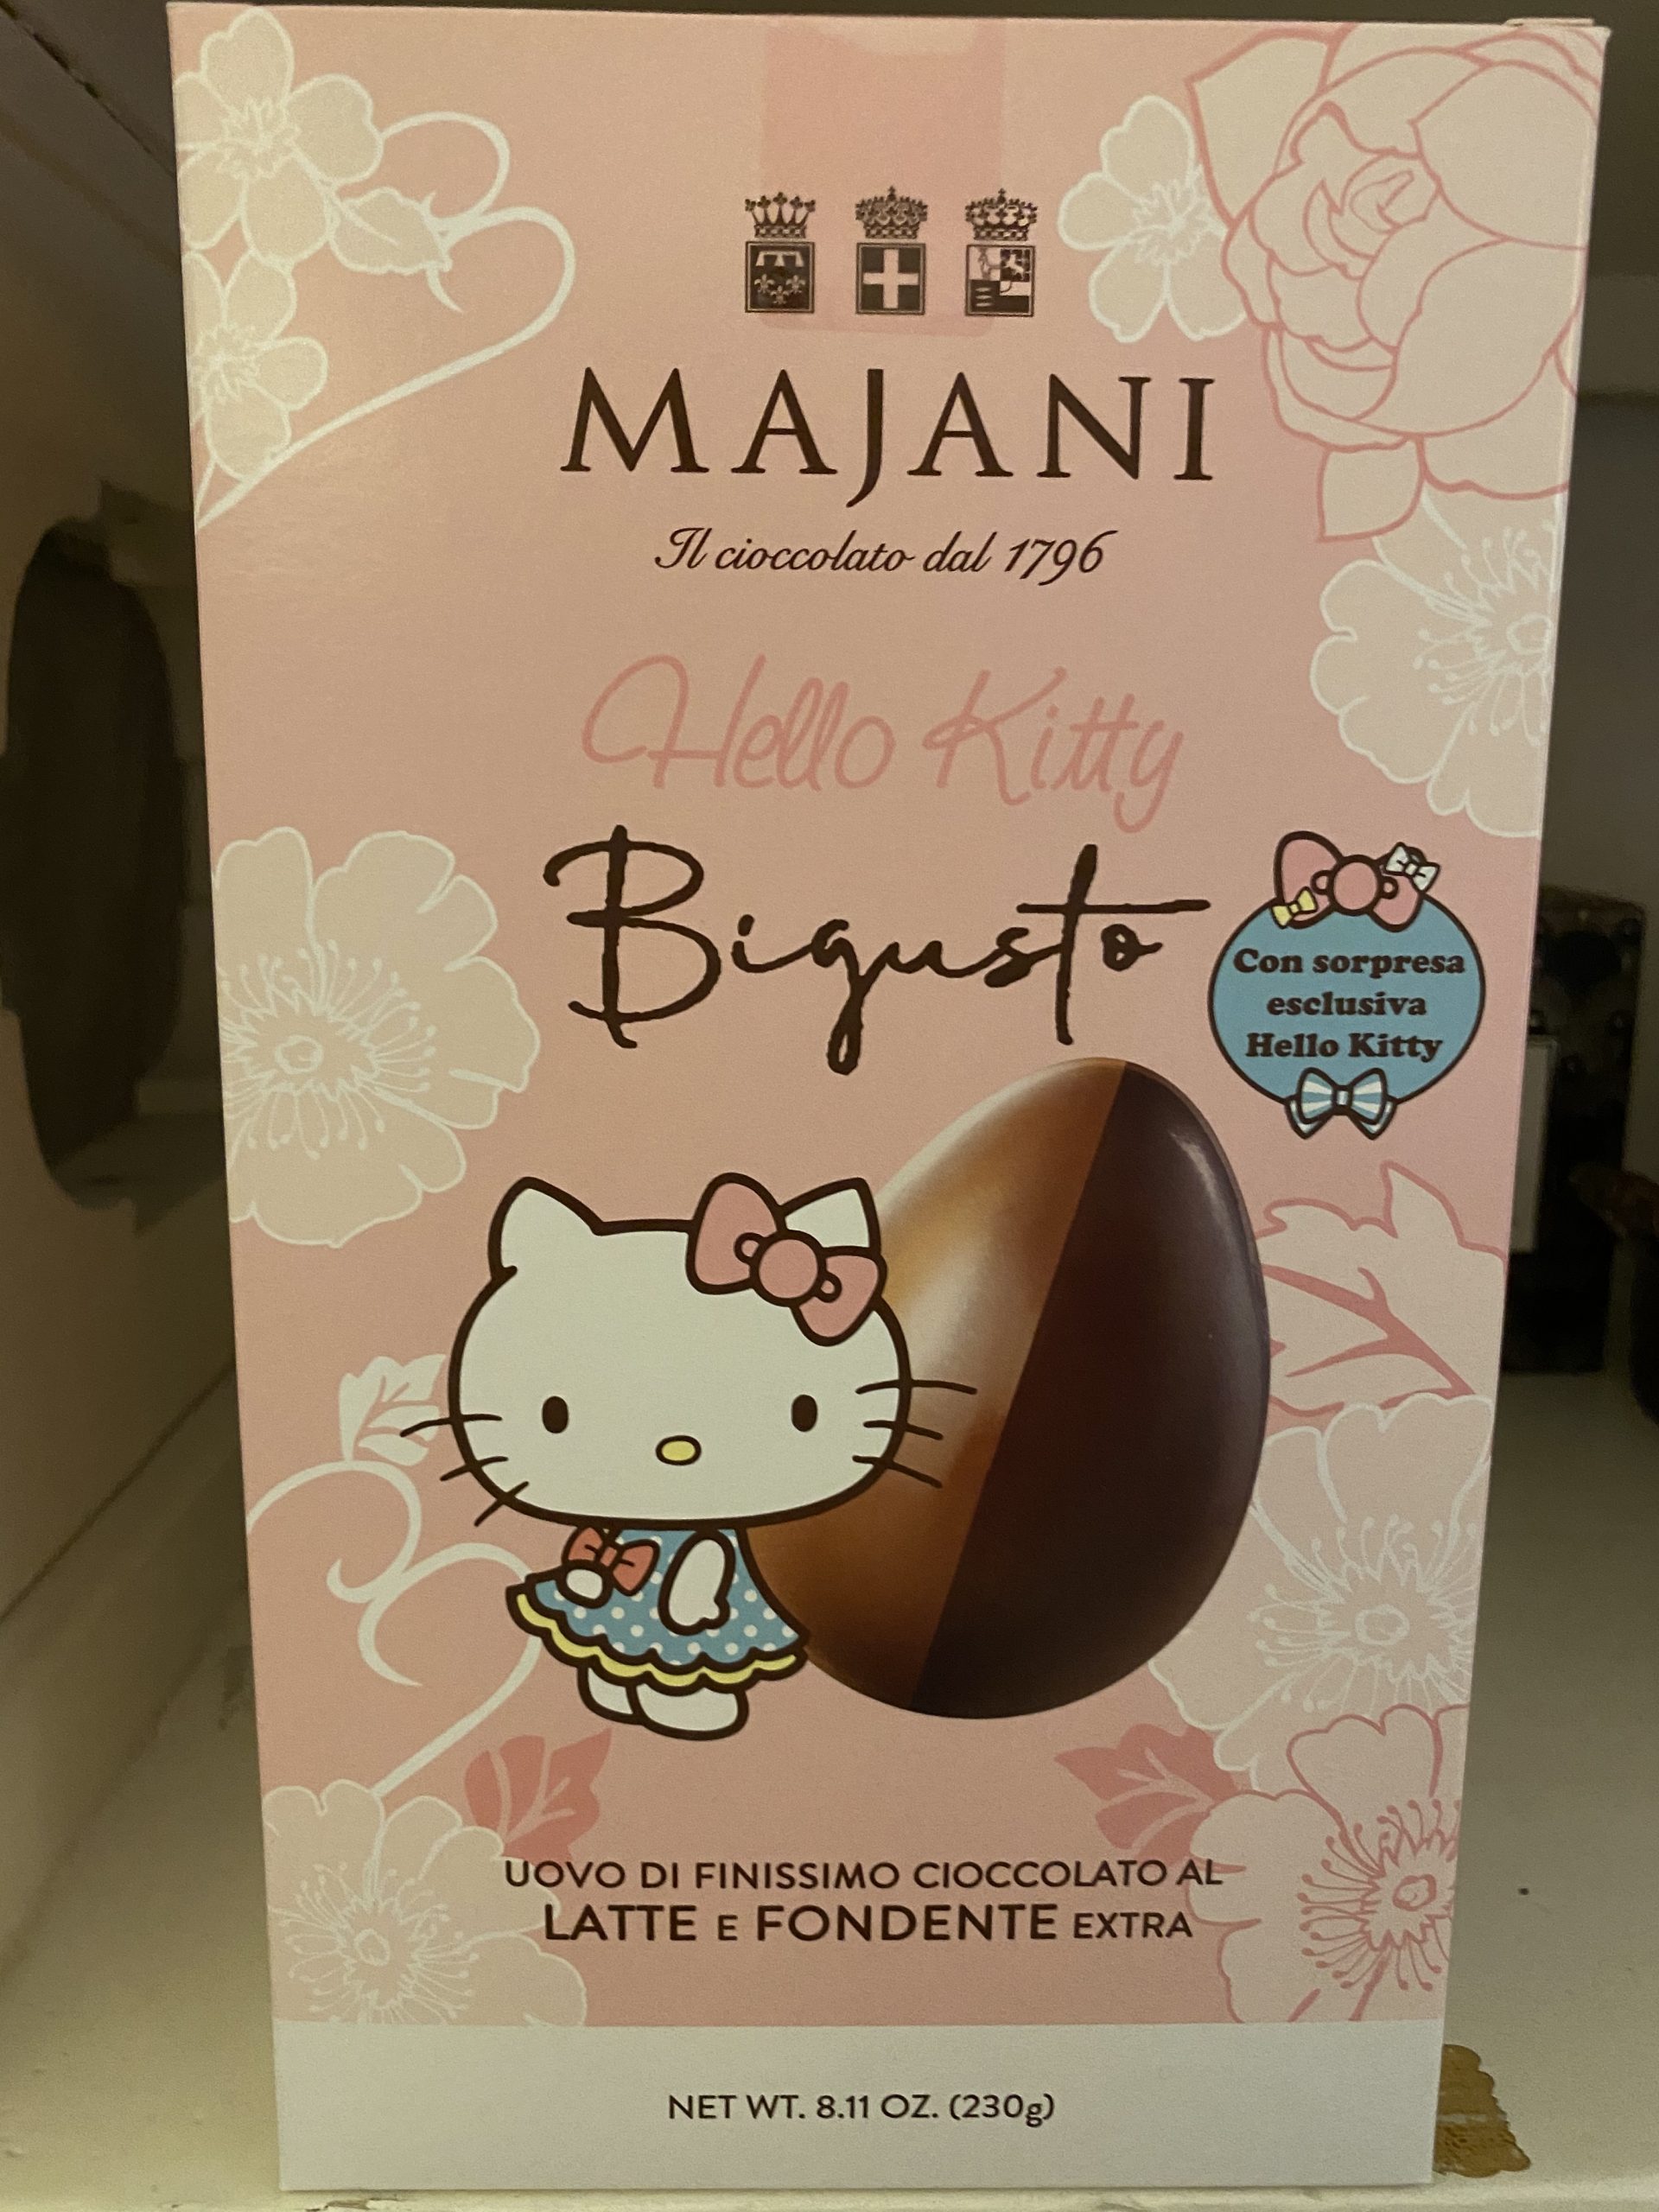 MAJANI
Il cioccolato dal 1796
Hello Kitty
Bigusto
Con sorpresa
esclusiva
Hello Kitty
UOVO DI FINISSIMO CIOCCOLATO AL
LATTE E FONDENTE EXTRA
NET WT. 8.11 OZ. (230g)